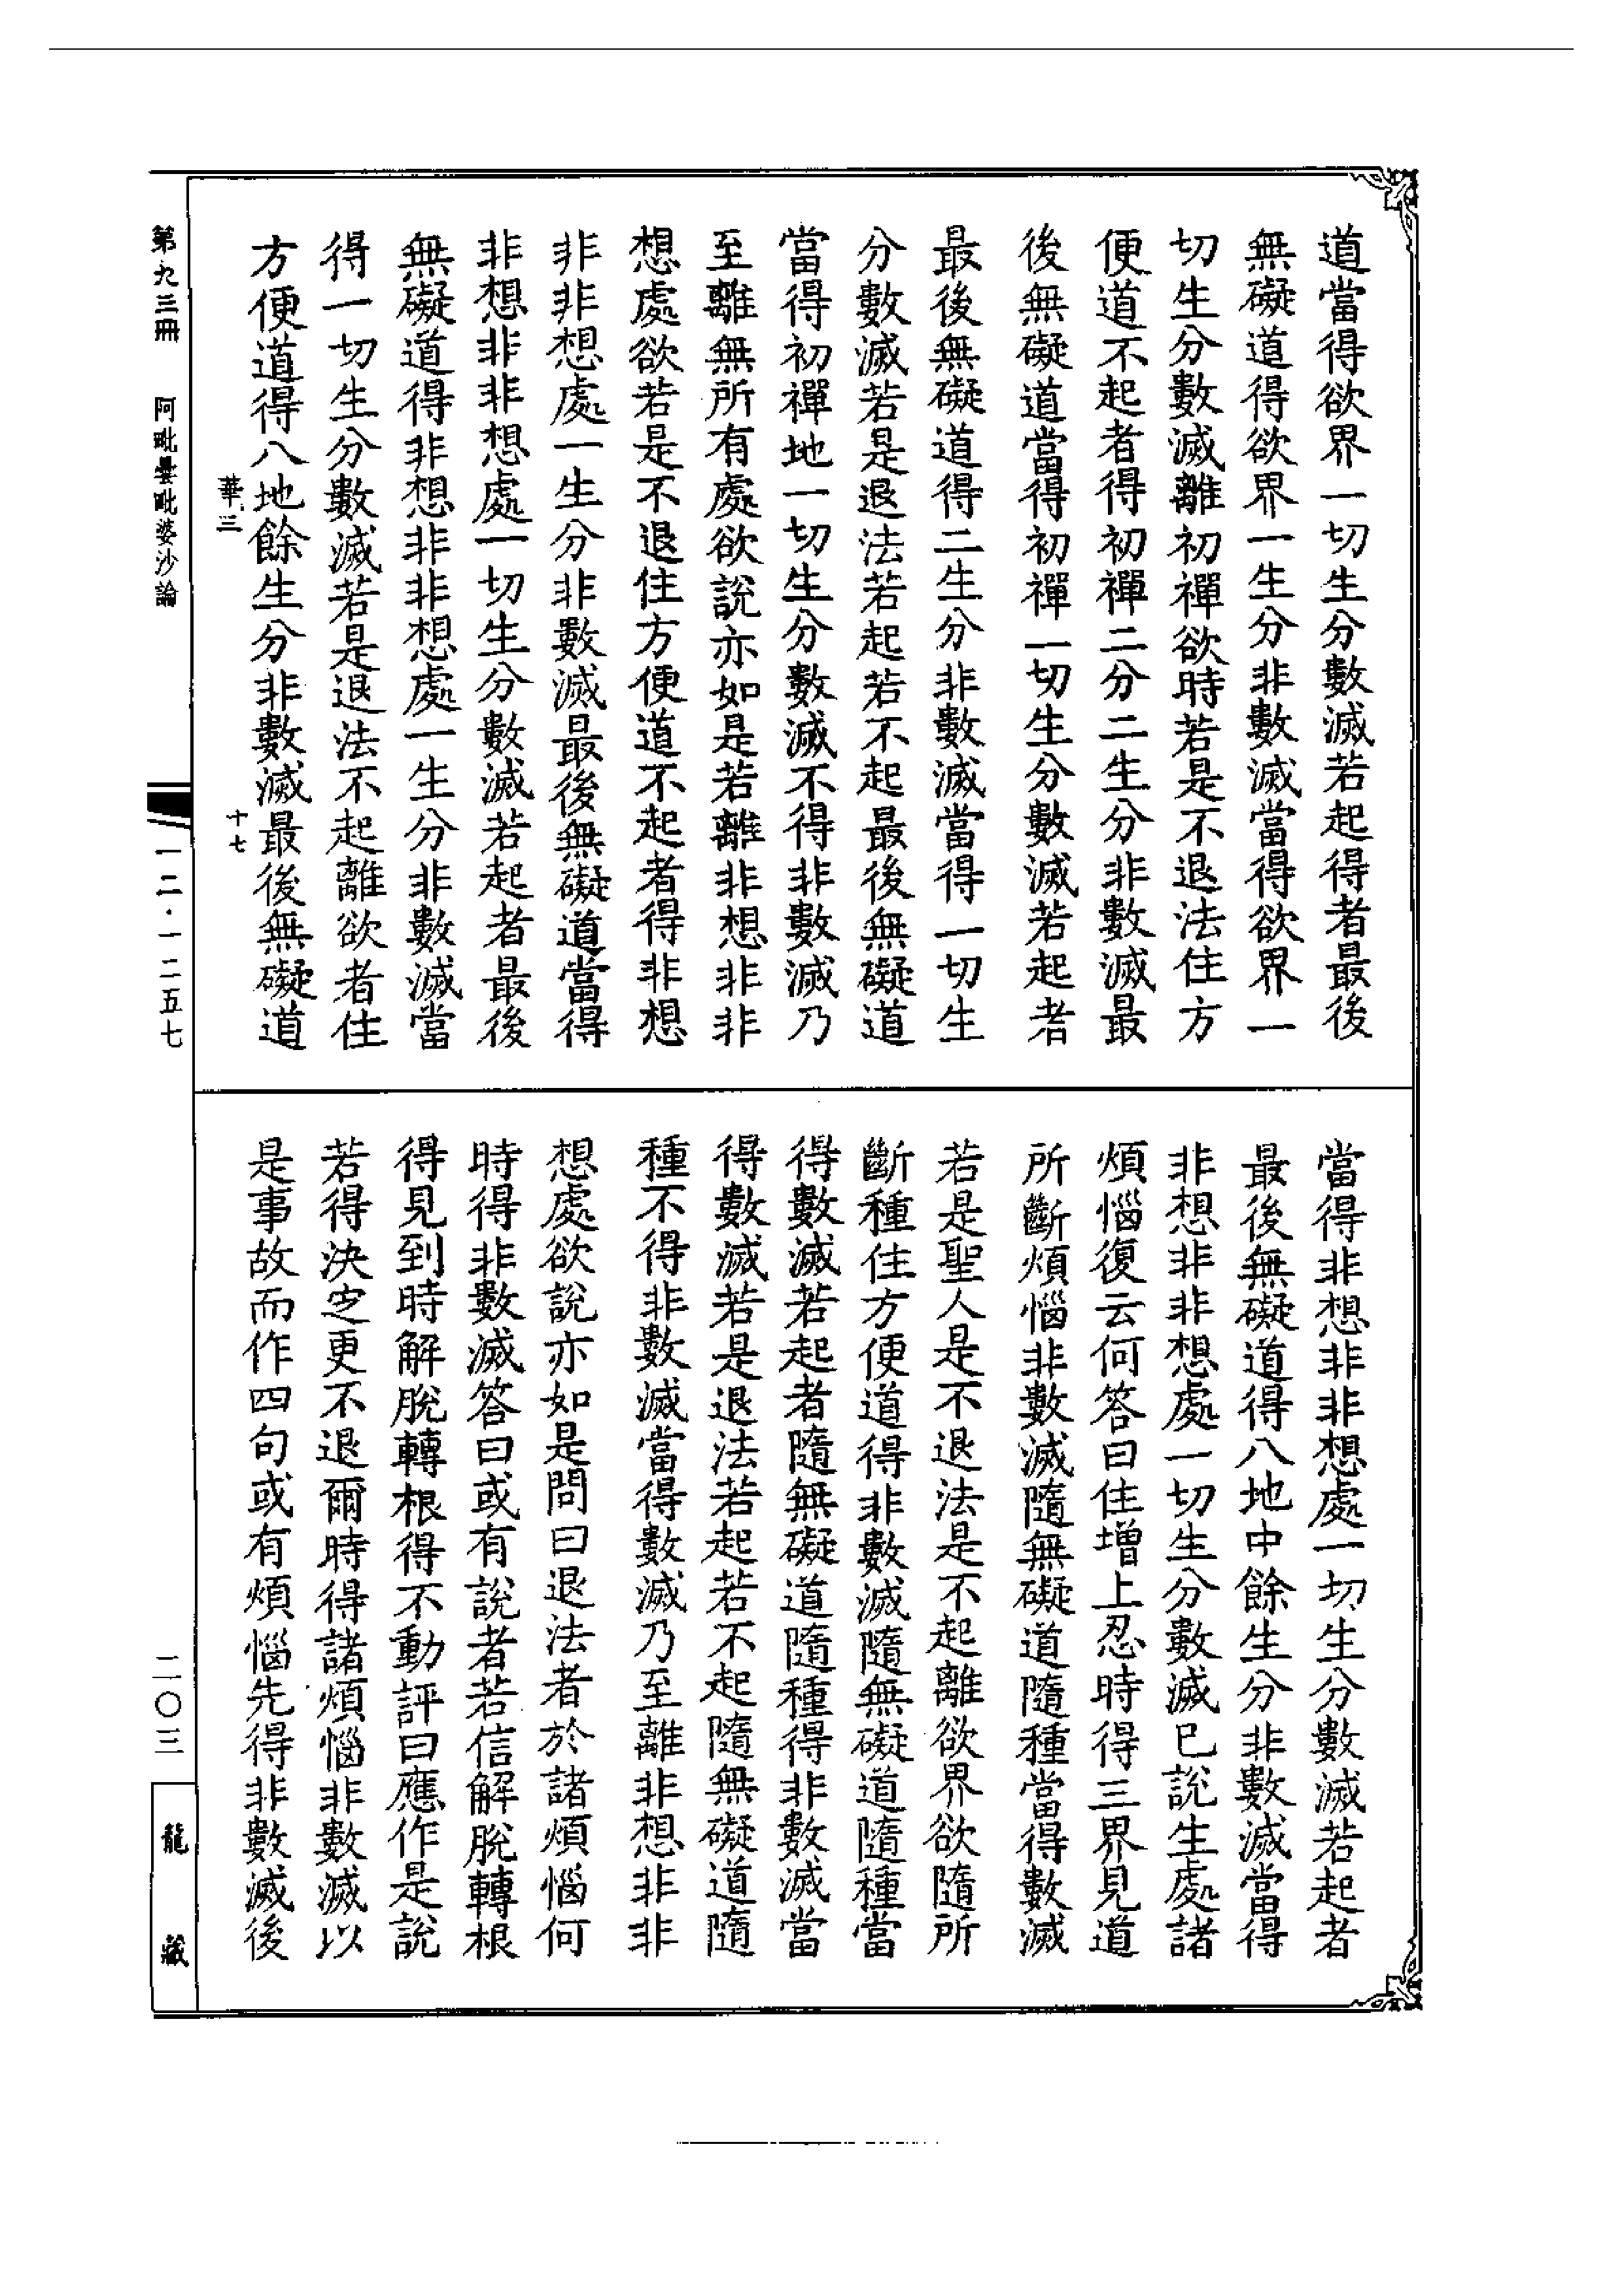 道當得欲界一切生分數滅若起得者最後
無礙道得欲界一生分非數滅當得欲界一
切生分數滅離初禪欲時若是不退法住方
便道不起者得初禪二分二生分非數滅最
後無礙道當得初禪一切生分數滅若起者
最後無礙道得二生分非數滅當得一切生
分數滅若是退法若起若不起最後無礙道
當得初禪地一切生分數滅不得非數滅乃
至離無所有處欲說亦如是若離非想非非
想處欲若是不退住方便道不起者得非想
非非想處一生分非數滅最後無礙道當得
非想非非想處一切生分數滅若起者最後
無礙道得非想非非想處一生分非數滅當
得一切生分數滅若是退法不起離欲者住
方便道得八地餘生分非數滅最後無礙道
華三
十七
當得非想非非想處一切生分數滅若起者
最後無礙道得八地中餘生分非數滅當得
非想非非想處一切生分數滅已說生處諸
煩惱復云何答曰住增上忍時得三界見道
所斷煩惱非數滅隨無礙道隨種當得數滅
若是聖人是不退法是不起離欲界欲隨所
斷種住方便道得非數滅隨無礙道隨種當
得數滅若起者隨無礙道隨種得非數滅當
得數滅若是退法若起若不起隨無礙道隨
種不得非數滅當得數滅乃至離非想非非
想處欲說亦如是問曰退法者於諸煩惱何
時得非數滅答曰或有說者若信解脫轉根
得見到時解脫轉根得不動評曰應作是說
若得決定更不退爾時得諸煩惱非數滅以
是事故而作四句或有煩惱先得非數滅後
第九三冊　阿毗曇毗婆沙論
一二·一二五七
二〇三
龍藏